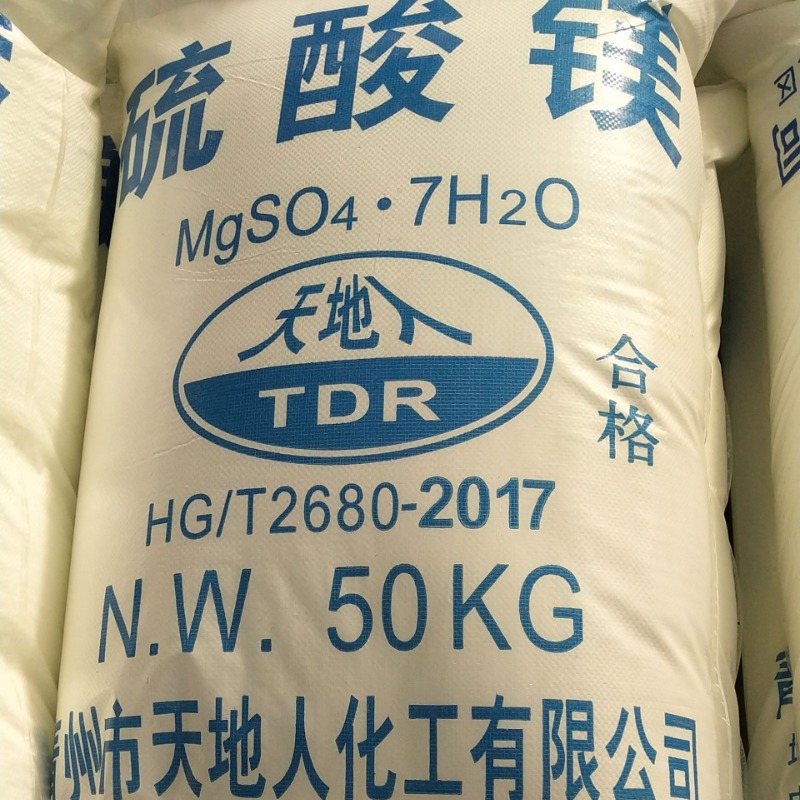 硫酸镁
MgSO4·7H2O
天地人
TDR
合格
HG/T2680-2017
N.W. 50KG
州市天地人化工有限公司